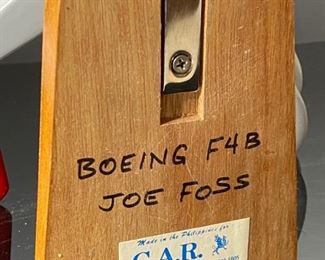 BOEING F4B
JOE FOSS
Made in the Philippines for
C.A.R.